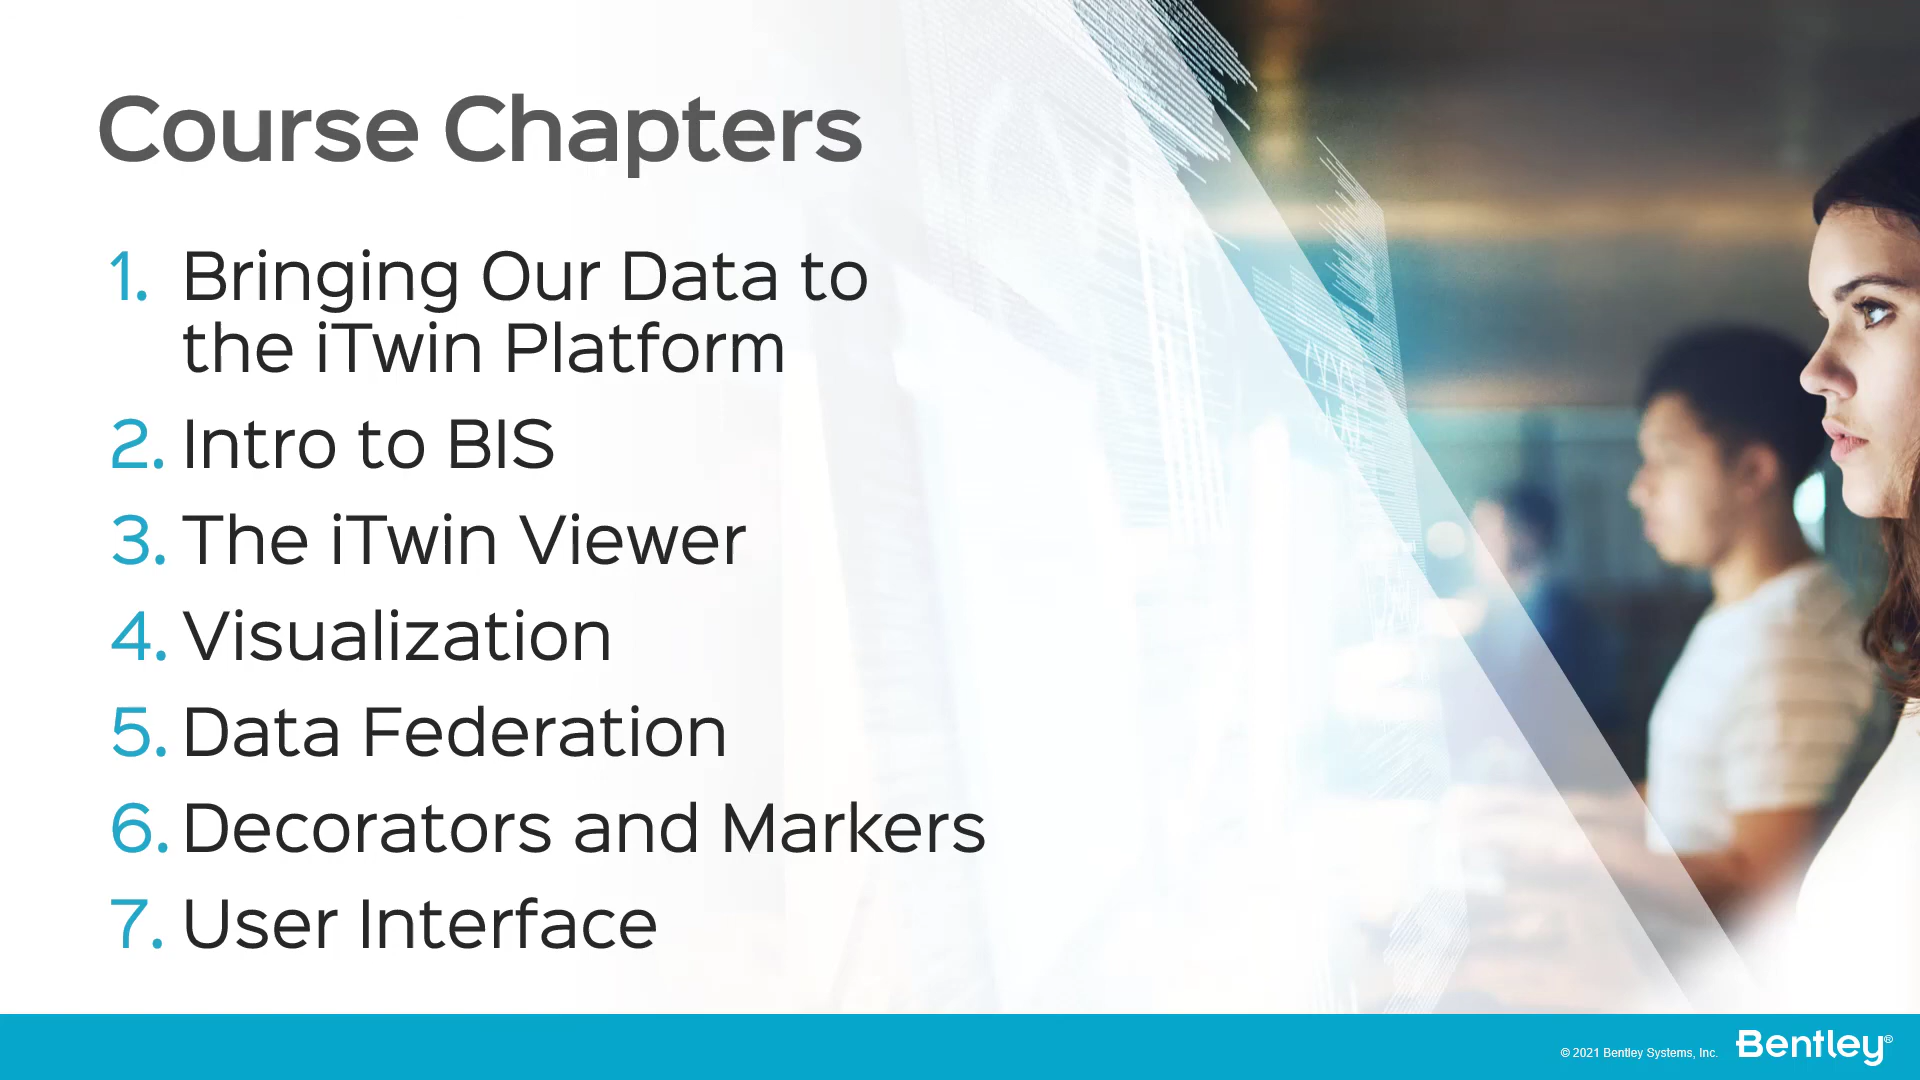 Course Chapters
1. Bringing Our Data to
the iTwin Platform
2. Intro to BIS
3. The iTwin Viewer
4. Visualization
5. Data Federation
6. Decorators and Markers
7. User Interface
© 2021 Bentley Systems, Inc. Bentley®